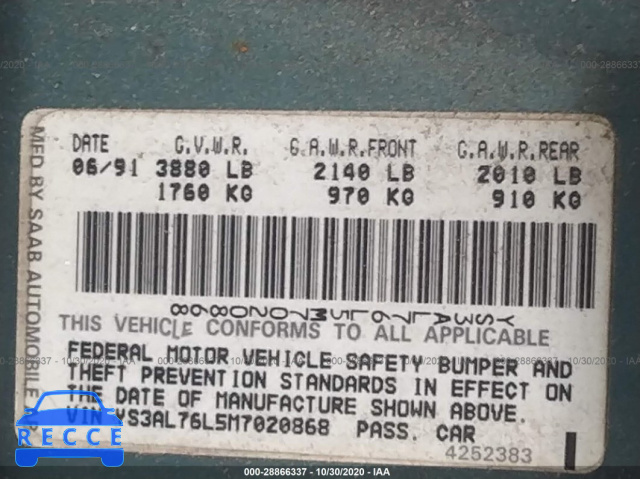 DATE G.V.W.R. G.A.W.R.FRONT G.A.W.R.REAR
06/91 3880 LB 2140 LB 2010 LB
1760 KG 970 KG 910 KG
MFD BY SAAB AUTOMOBILE
YS3AL76L5M7020868
THIS VEHICLE CONFORMS TO ALL APPLICABLE
FEDERAL MOTOR VEHICLE SAFETY BUMPER AND
THEFT PREVENTION STANDARDS IN EFFECT ON
THE DATE OF MANUFACTURE SHOWN ABOVE.
VIN YS3AL76L5M7020868 PASS. CAR
4252383
RECCE
000-28866337 - 10/30/2020 - IAA